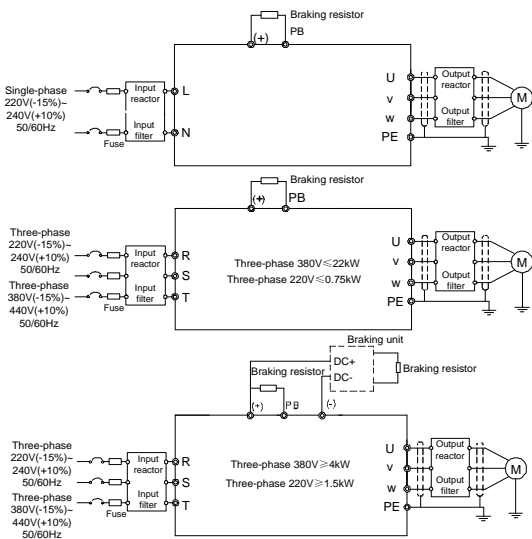 Braking resistor
(+)
PB
Single-phase
220V(-15%)~
240V(+10%)
50/60Hz
Input
reactor
Input
filter
Fuse
L
N
U
v
w
PE
Output
reactor
Output
filter
M
Braking resistor
(+)
PB
Three-phase
220V(-15%)~
240V(+10%)
50/60Hz
Three-phase
380V(-15%)~
440V(+10%)
50/60Hz
Input
reactor
Input
filter
Fuse
R
S
T
Three-phase 380V≤22kW
Three-phase 220V≤0.75kW
U
v
w
PE
Output
reactor
Output
filter
M
Braking unit
DC+
DC-
Braking resistor
Braking resistor
(+)
PB
(-)
Three-phase
220V(-15%)~
240V(+10%)
50/60Hz
Three-phase
380V(-15%)~
440V(+10%)
50/60Hz
Input
reactor
Input
filter
Fuse
R
S
T
Three-phase 380V≥4kW
Three-phase 220V≥1.5kW
U
v
w
PE
Output
reactor
Output
filter
M